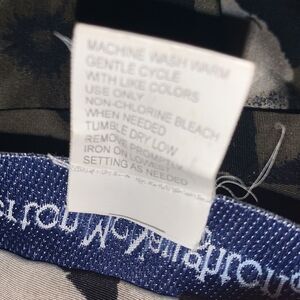 MACHINE WASH WARM
GENTLE CYCLE
WITH LIKE COLORS
USE ONLY
NON-CHLORINE BLEACH
WHEN NEEDED
TUMBLE DRY LOW
REMOVE PROMPTLY
IRON ON LOWEST
SETTING AS NEEDED